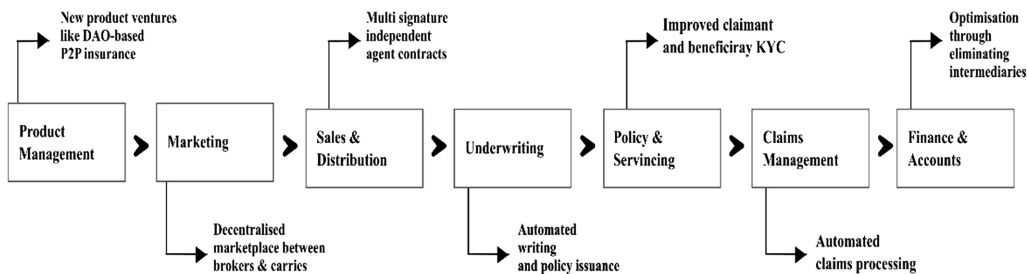 New product ventures
like DAO-based
P2P insurance
Multi signature
independent
agent contracts
Improved claimant
and beneficiray KYC
Optimisation
through
eliminating
intermediaries
Product
Management
Marketing
Sales &
Distribution
Underwriting
Policy &
Servincing
Claims
Management
Finance &
Accounts
Decentralised
marketplace between
brokers & carries
Automated
writing
and policy issuance
Automated
claims processing